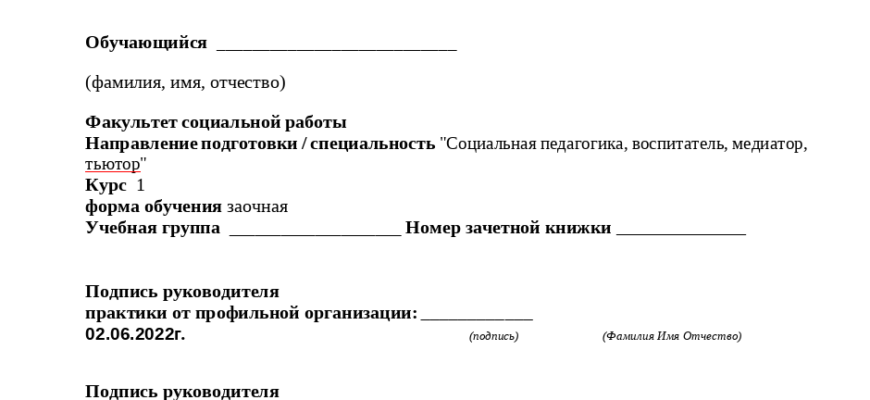 Обучающийся ___________________________
(фамилия, имя, отчество)
Факультет социальной работы
Направление подготовки / специальность "Социальная педагогика, воспитатель, медиатор,
тьютор"
Курс 1
форма обучения заочная
Учебная группа ____________________ Номер зачетной книжки _______________
Подпись руководителя
практики от профильной организации: _____________
02.06.2022г. (подпись) (Фамилия Имя Отчество)
Подпись руководителя